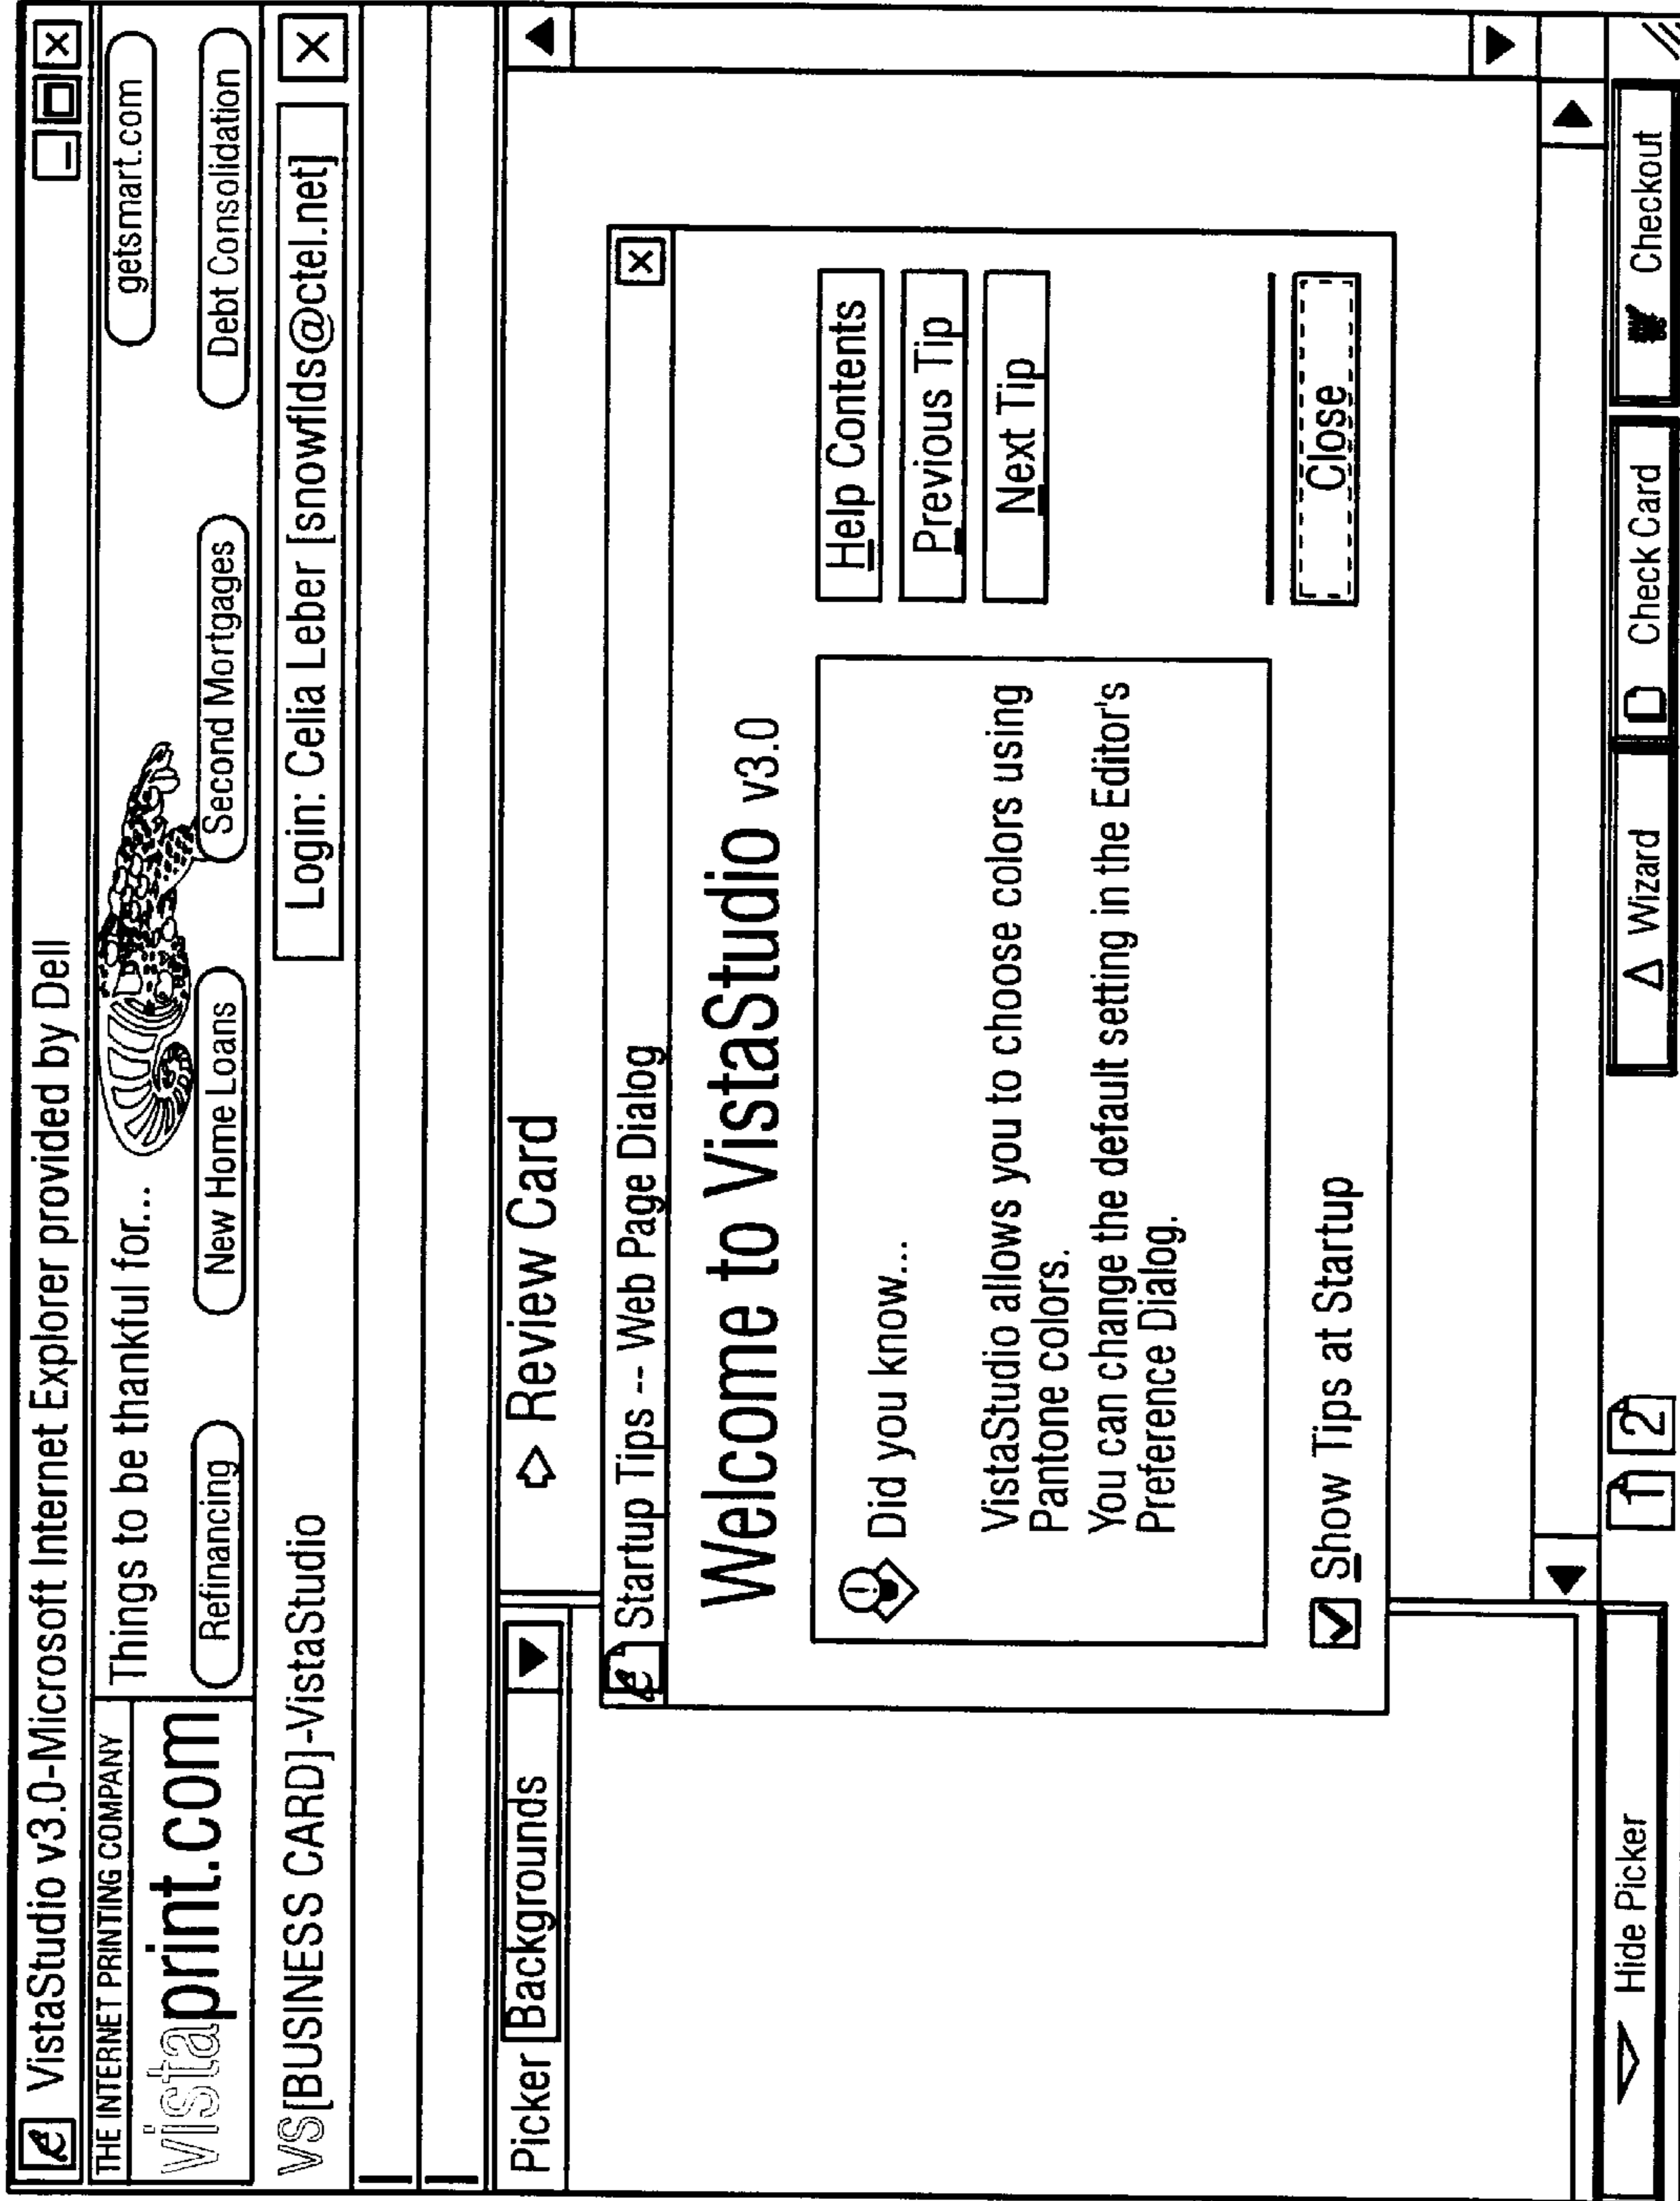 VistaStudio v3.0-Microsoft Internet Explorer provided by Dell
THE INTERNET PRINTING COMPANY
vistaprint.com
Things to be thankful for...
getsmart.com
Refinancing
New Home Loans
Second Mortgages
Debt Consolidation
VS[BUSINESS CARD]-VistaStudio
Login: Celia Leber [snowflds@ctel.net]
Picker Backgrounds
Review Card
Startup Tips -- Web Page Dialog
Welcome to VistaStudio v3.0
Did you know...
VistaStudio allows you to choose colors using
Pantone colors.
You can change the default setting in the Editor's
Preference Dialog.
Help Contents
Previous Tip
Next Tip
Show Tips at Startup
Close
Hide Picker
1 2
Wizard
Check Card
Checkout